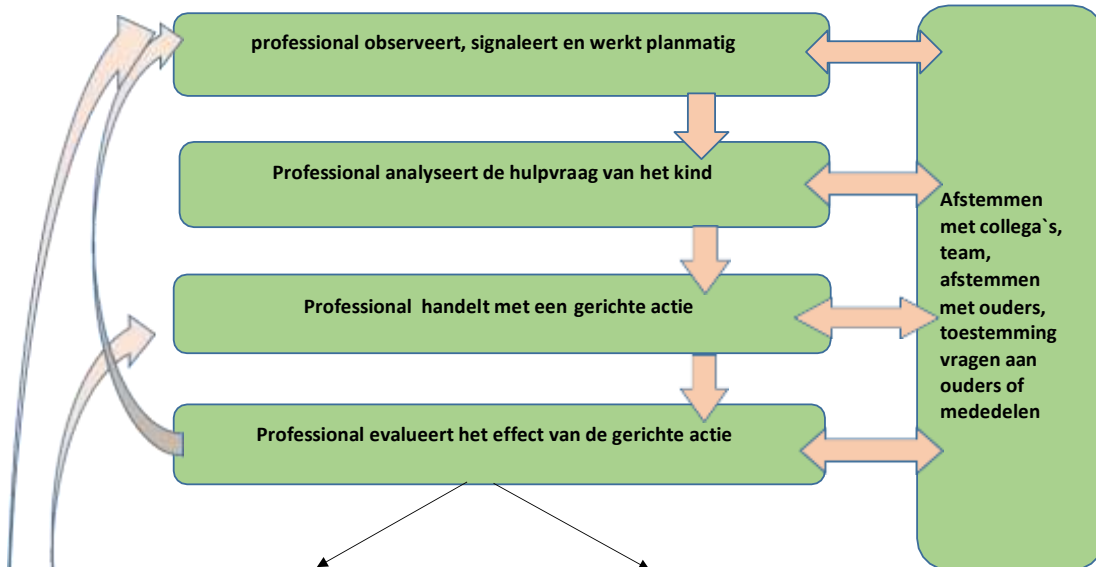 professional observeert, signaleert en werkt planmatig
Professional analyseert de hulpvraag van het kind
Professional handelt met een gerichte actie
Professional evalueert het effect van de gerichte actie
Afstemmen
met collega`s,
team,
afstemmen
met ouders,
toestemming
vragen aan
ouders of
mededelen